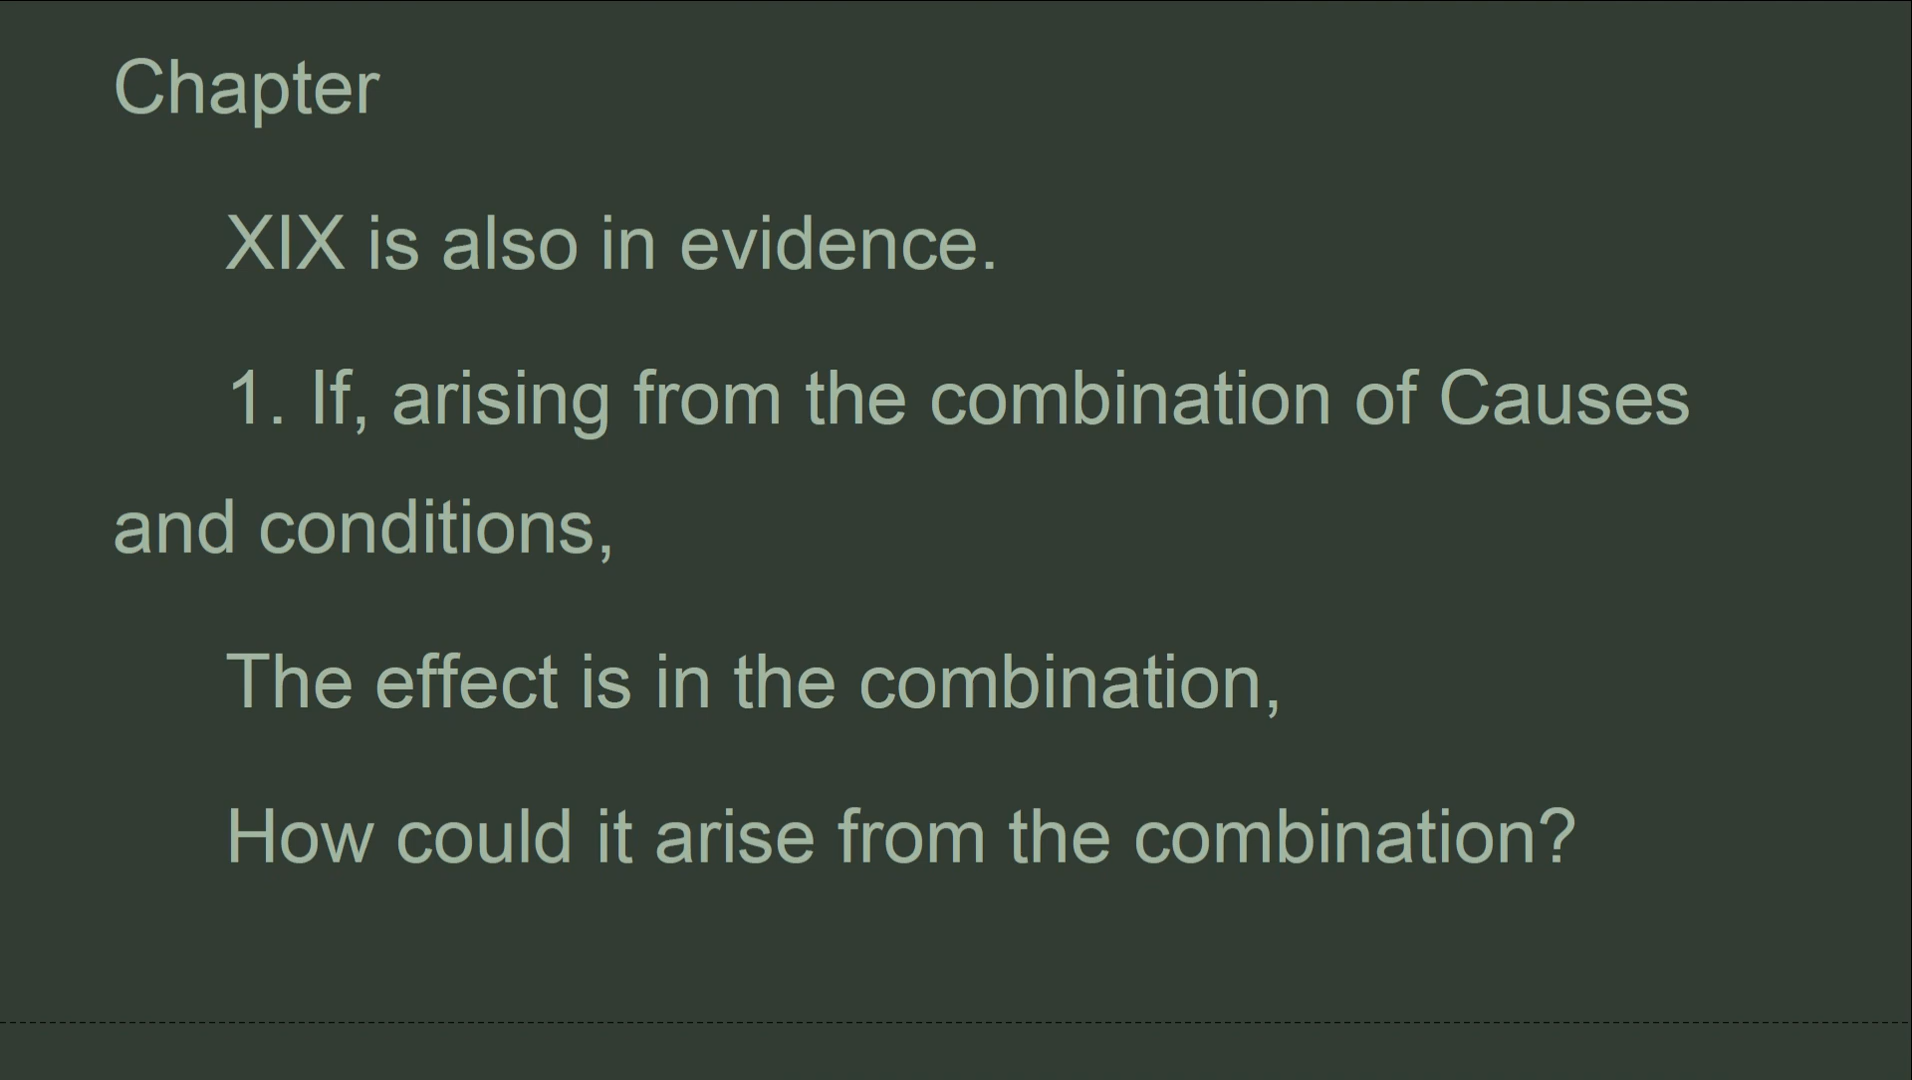 Chapter
XIX is also in evidence.
1. If, arising from the combination of Causes
and conditions,
The effect is in the combination,
How could it arise from the combination?